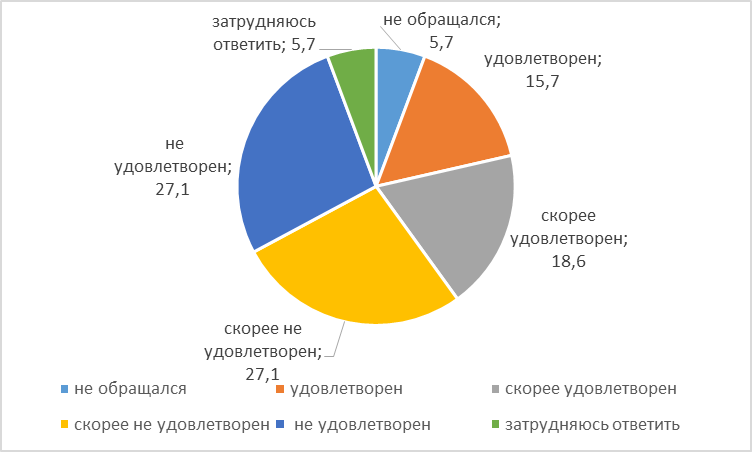 затрудняюсь
ответить; 5,7
не обращался;
5,7
удовлетворен;
15,7
скорее
удовлетворен;
18,6
скорее не
удовлетворен;
27,1
не
удовлетворен;
27,1
не обращался
удовлетворен
скорее удовлетворен
скорее не удовлетворен
не удовлетворен
затрудняюсь ответить